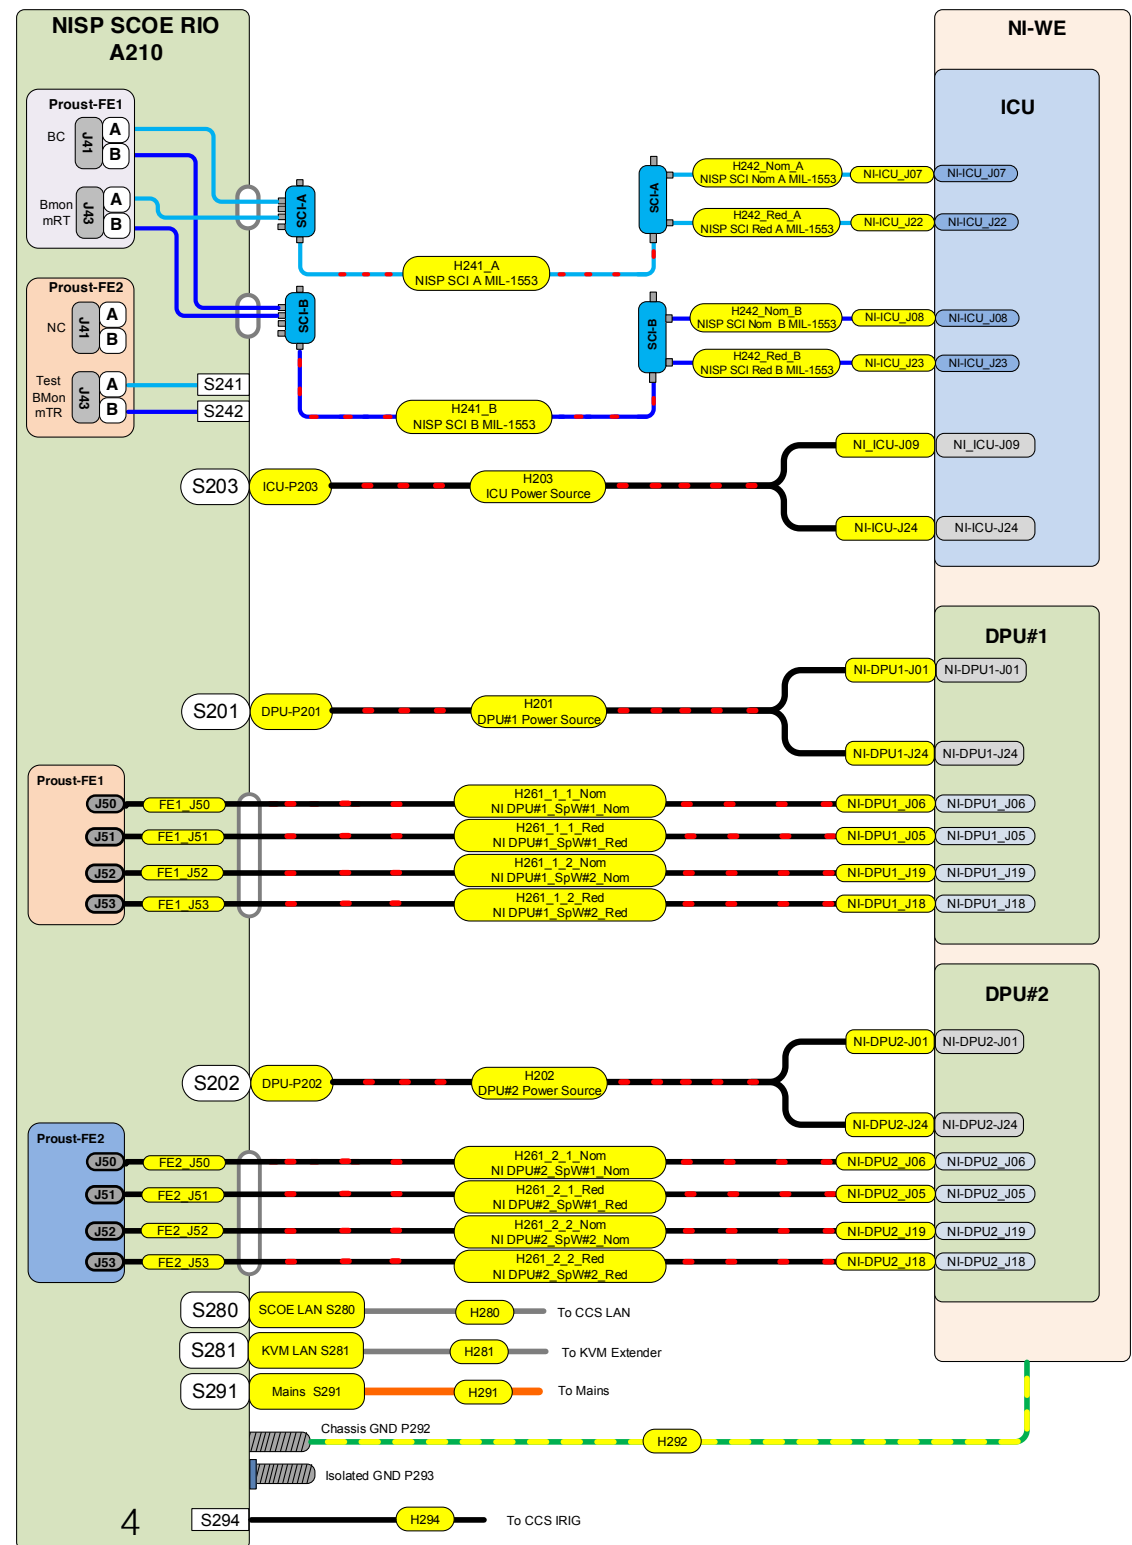 NISP SCOE RIO
A210
NI-WE
ICU
Proust-FE1
BC
J41
A
B
Bmon
mRT
J43
A
B
SCI-A
SCI-A
H242_Nom_A
NISP SCI Nom A MIL-1553
NI-ICU_J07
NI-ICU_J07
H242_Red_A
NISP SCI Red A MIL-1553
NI-ICU_J22
NI-ICU_J22
H241_A
NISP SCI A MIL-1553
Proust-FE2
NC
J41
A
B
Test
BMon
mTR
J43
A
B
S241
S242
SCI-B
SCI-B
H242_Nom_B
NISP SCI Nom B MIL-1553
NI-ICU_J08
NI-ICU_J08
H242_Red_B
NISP SCI Red B MIL-1553
NI-ICU_J23
NI-ICU_J23
H241_B
NISP SCI B MIL-1553
S203
ICU-P203
H203
ICU Power Source
NI_ICU-J09
NI_ICU-J09
NI-ICU-J24
NI-ICU-J24
DPU#1
S201
DPU-P201
H201
DPU#1 Power Source
NI-DPU1-J01
NI-DPU1-J01
NI-DPU1-J24
NI-DPU1-J24
Proust-FE1
J50
FE1_J50
H261_1_1_Nom
NI DPU#1_SpW#1_Nom
NI-DPU1_J06
NI-DPU1_J06
J51
FE1_J51
H261_1_1_Red
NI DPU#1_SpW#1_Red
NI-DPU1_J05
NI-DPU1_J05
J52
FE1_J52
H261_1_2_Nom
NI DPU#1_SpW#2_Nom
NI-DPU1_J19
NI-DPU1_J19
J53
FE1_J53
H261_1_2_Red
NI DPU#1_SpW#2_Red
NI-DPU1_J18
NI-DPU1_J18
DPU#2
S202
DPU-P202
H202
DPU#2 Power Source
NI-DPU2-J01
NI-DPU2-J01
NI-DPU2-J24
NI-DPU2-J24
Proust-FE2
J50
FE2_J50
H261_2_1_Nom
NI DPU#2_SpW#1_Nom
NI-DPU2_J06
NI-DPU2_J06
J51
FE2_J51
H261_2_1_Red
NI DPU#2_SpW#1_Red
NI-DPU2_J05
NI-DPU2_J05
J52
FE2_J52
H261_2_2_Nom
NI DPU#2_SpW#2_Nom
NI-DPU2_J19
NI-DPU2_J19
J53
FE2_J53
H261_2_2_Red
NI DPU#2_SpW#2_Red
NI-DPU2_J18
NI-DPU2_J18
S280
SCOE LAN S280
H280
To CCS LAN
S281
KVM LAN S281
H281
To KVM Extender
S291
Mains S291
H291
To Mains
Chassis GND P292
H292
Isolated GND P293
4
S294
H294
To CCS IRIG